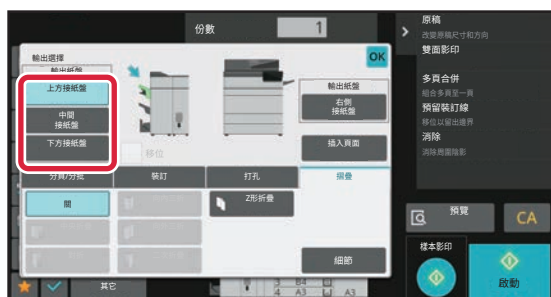 份數 1
原稿
改變原稿尺寸和方向
雙面影印
多頁合併
組合多頁至一頁
預留裝訂線
移位以留出邊界
消除
消除周圍陰影
輸出選擇
OK
輸出紙盤
上方接紙盤
中間
接紙盤
下方接紙盤
移位
輸出紙盤
右側
接紙盤
插入頁面
分頁/分批
裝訂
打孔
摺疊
關
Z形折疊
細節
預覽
CA
樣本影印
啟動
其它
3 B4
4 A3
A3